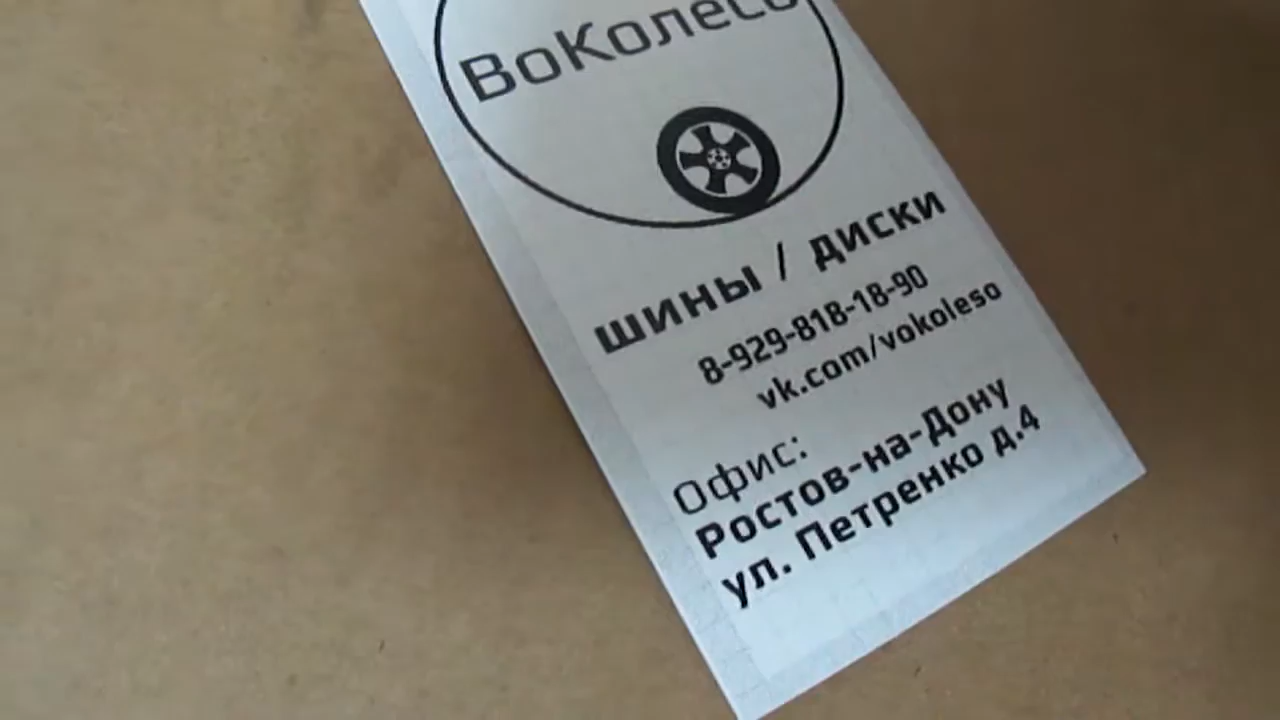 ВоКолесо
шины / диски
8-929-818-18-90
vk.com/vokoleso
Офис:
Ростов-на-Дону
ул. Петренко д.4